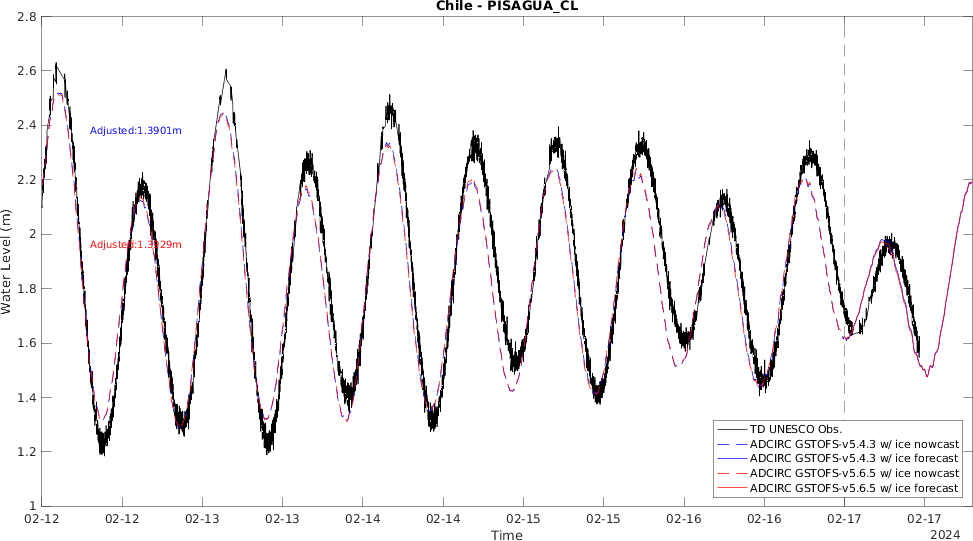 Chile - PISAGUA_CL
2.8
2.6
2.4
2.2
2
1.8
1.6
1.4
1.2
1
Water Level (m)
Adjusted:1.3901m
Adjusted:1.3929m
TD UNESCO Obs.
ADCIRC GSTOFS-v5.4.3 w/ ice nowcast
ADCIRC GSTOFS-v5.4.3 w/ ice forecast
ADCIRC GSTOFS-v5.6.5 w/ ice nowcast
ADCIRC GSTOFS-v5.6.5 w/ ice forecast
02-12 02-12 02-13 02-13 02-14 02-14 02-15 02-15 02-16 02-16 02-17 02-17
Time
2024